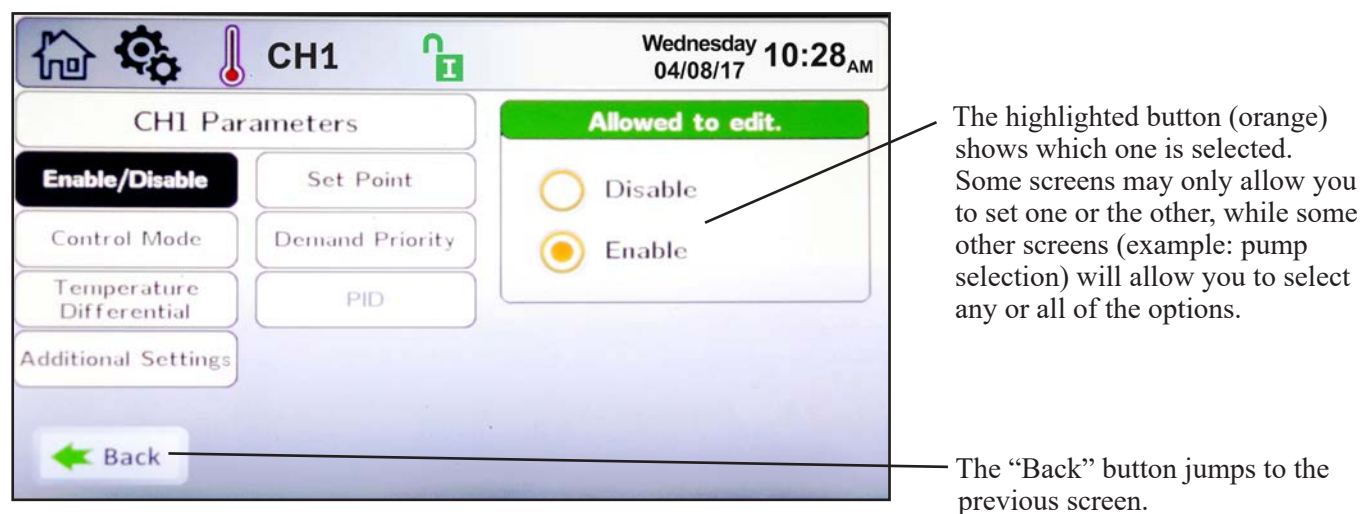 CH1
I
Wednesday
04/08/17
10:28AM
CH1 Parameters
Enable/Disable
Set Point
Control Mode
Demand Priority
Temperature
Differential
PID
Additional Settings
Back
Allowed to edit.
Disable
Enable
The highlighted button (orange)
shows which one is selected.
Some screens may only allow you
to set one or the other, while some
other screens (example: pump
selection) will allow you to select
any or all of the options.
The “Back” button jumps to the
previous screen.